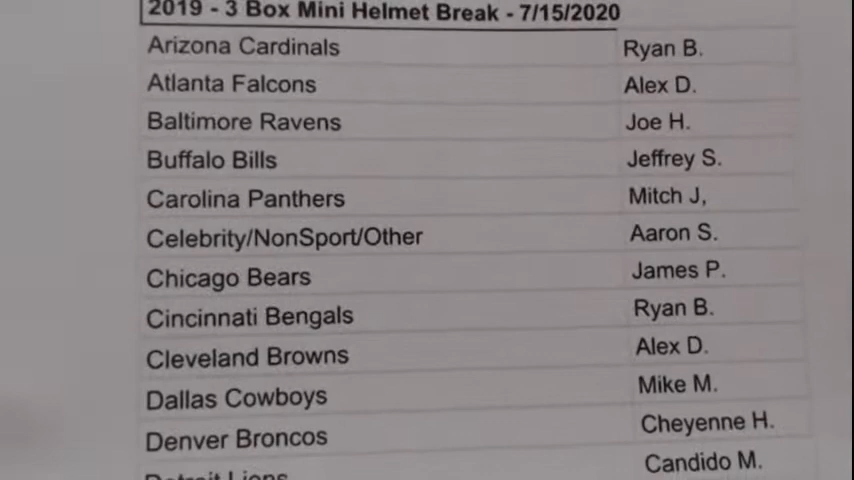 2019 - 3 Box Mini Helmet Break - 7/15/2020
Arizona Cardinals Ryan B.
Atlanta Falcons Alex D.
Baltimore Ravens Joe H.
Buffalo Bills Jeffrey S.
Carolina Panthers Mitch J,
Celebrity/NonSport/Other Aaron S.
Chicago Bears James P.
Cincinnati Bengals Ryan B.
Cleveland Browns Alex D.
Dallas Cowboys Mike M.
Denver Broncos Cheyenne H.
Detroit Lions Candido M.